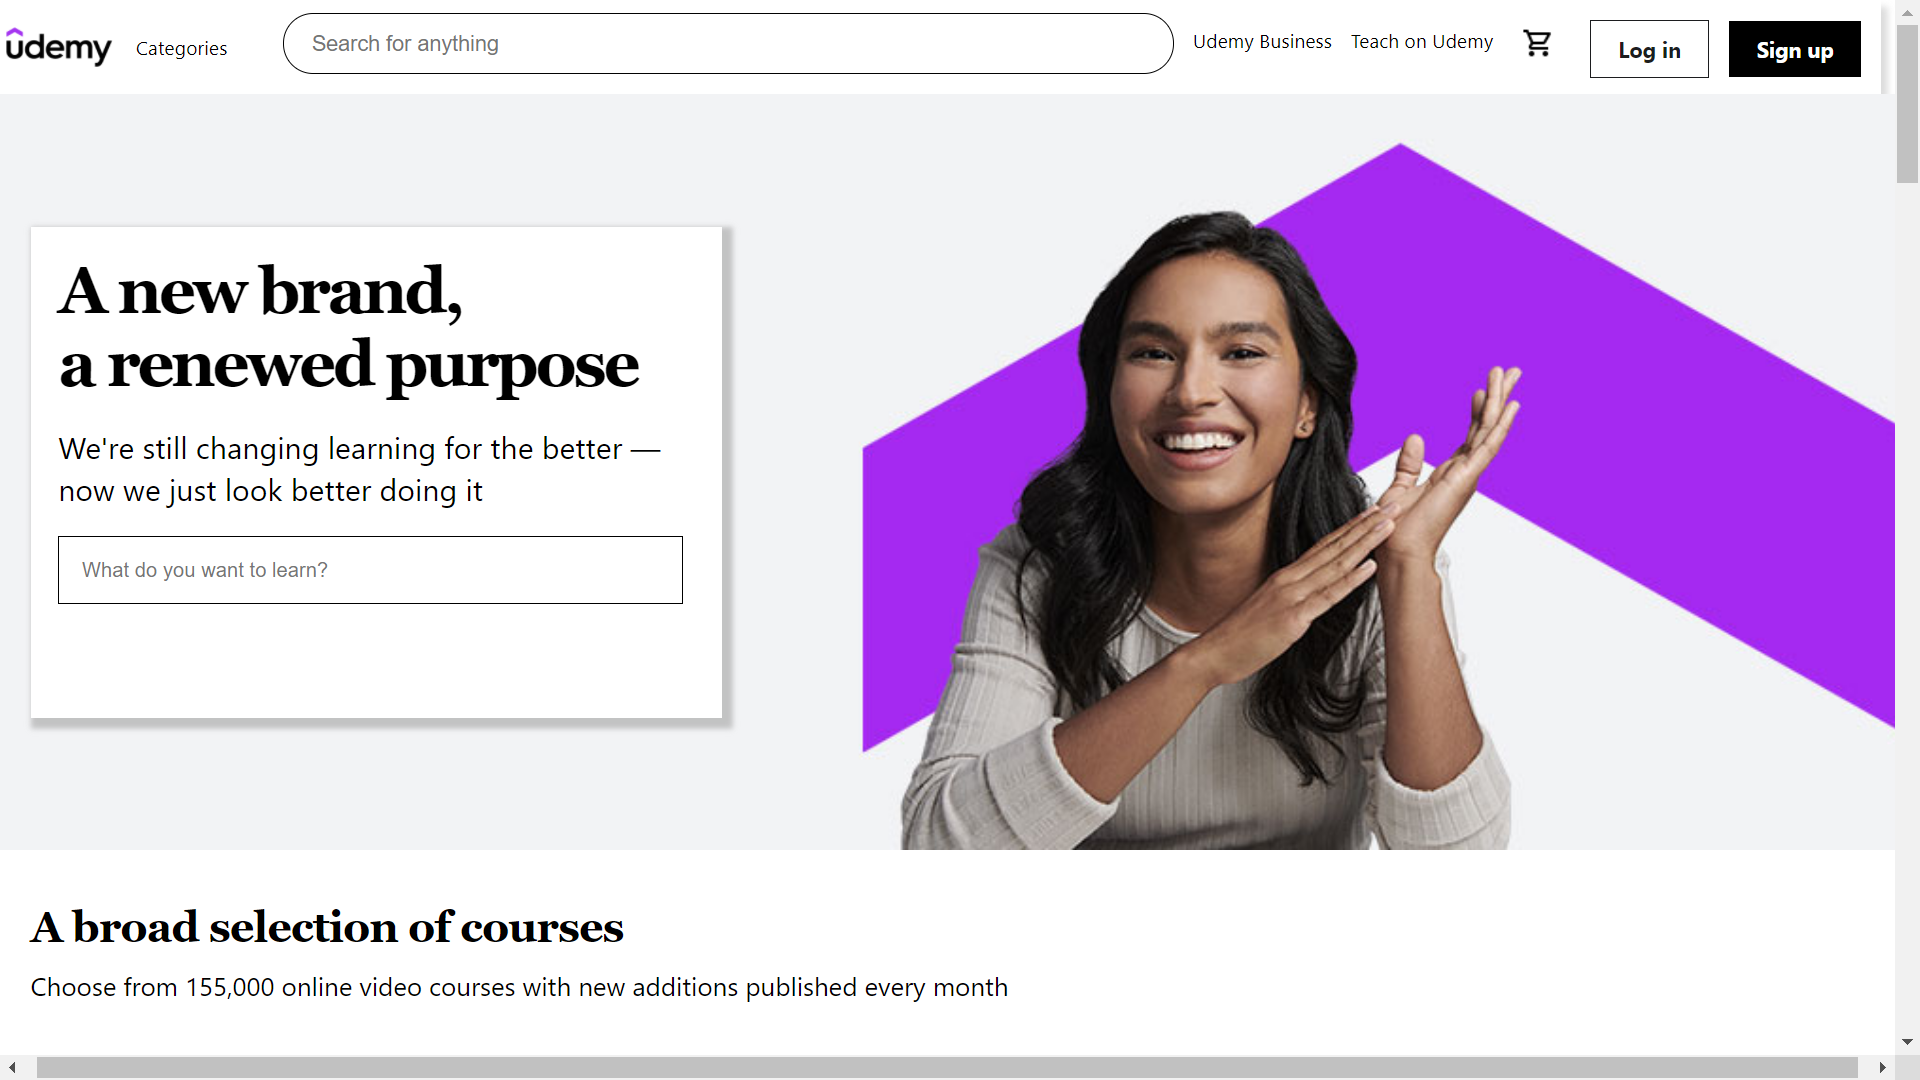 ûdemy Categories Search for anything Udemy Business Teach on Udemy Log in Sign up
A new brand,
a renewed purpose
We're still changing learning for the better —
now we just look better doing it
What do you want to learn?
A broad selection of courses
Choose from 155,000 online video courses with new additions published every month